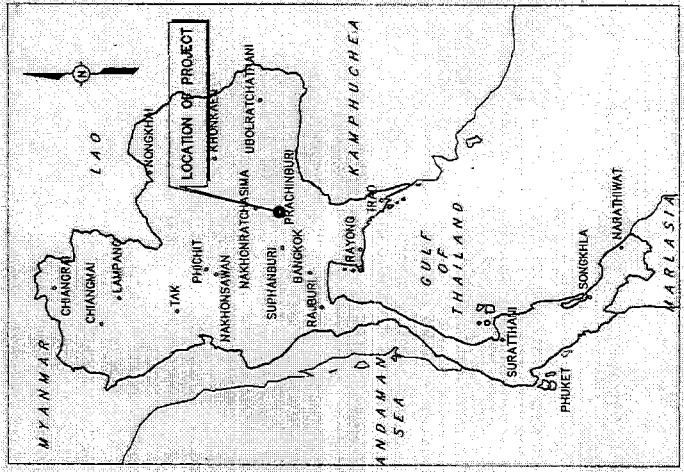 N
MYANMAR
LAO
CHIANGRAI
CHIANGMAI
LAMPANG
NONGKHAI
LOCATION OF PROJECT
TAK
PHICHIT
KHONKAEN
NAKHONSAWAN
NAKHONRATCHASIMA
UBOLRATCHATHANI
SUPHANBURI
PRACHINBURI
BANGKOK
RAJBURI
KAMPHUCHEA
RAYONG
TRAD
GULF
OF
THAILAND
ANDAMAN
SEA
SURATTHANI
PHUKET
SONGKHLA
NARATHIWAT
MARLASIA